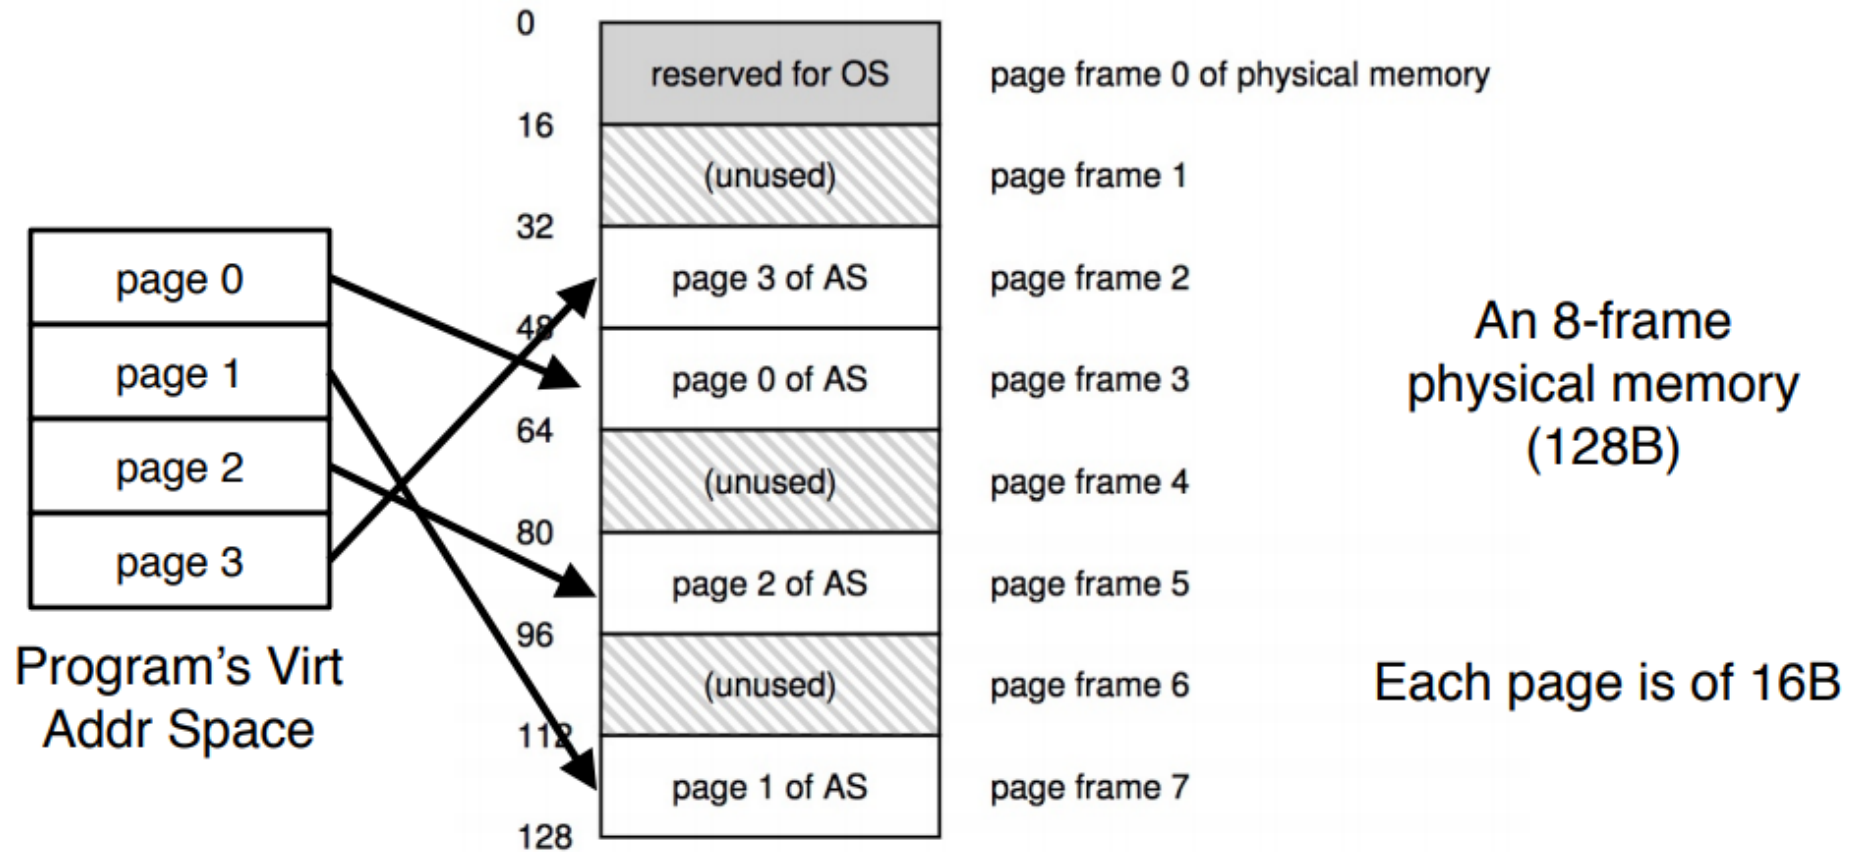 0
reserved for OS
page frame 0 of physical memory
16
(unused)
page frame 1
32
page 3 of AS
page frame 2
48
page 0 of AS
page frame 3
64
(unused)
page frame 4
80
page 2 of AS
page frame 5
96
(unused)
page frame 6
112
page 1 of AS
page frame 7
128
page 0
page 1
page 2
page 3
Program's Virt
Addr Space
An 8-frame
physical memory
(128B)
Each page is of 16B